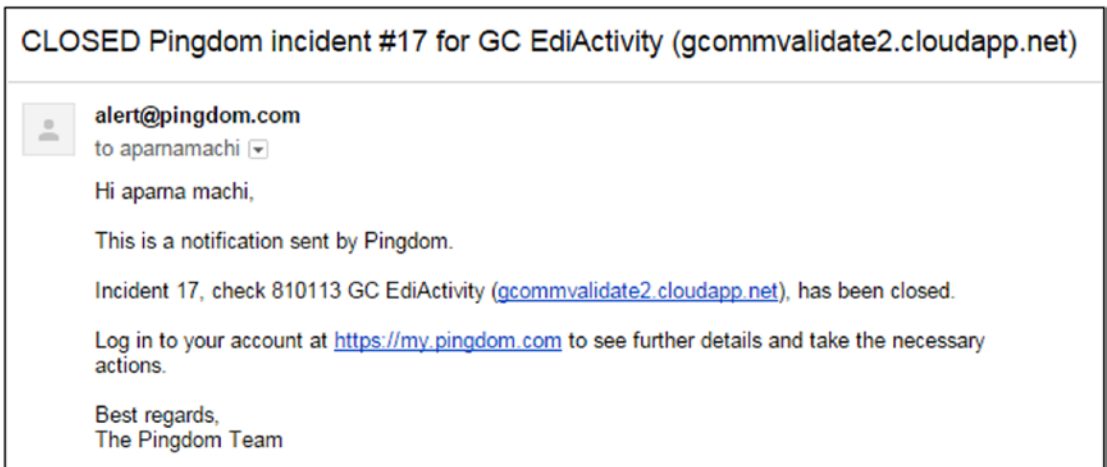 CLOSED Pingdom incident #17 for GC EdiActivity (gcommvalidate2.cloudapp.net)
alert@pingdom.com
to aparnamachi
Hi aparna machi,
This is a notification sent by Pingdom.
Incident 17, check 810113 GC EdiActivity (gcommvalidate2.cloudapp.net), has been closed.
Log in to your account at https://my.pingdom.com to see further details and take the necessary
actions.
Best regards,
The Pingdom Team